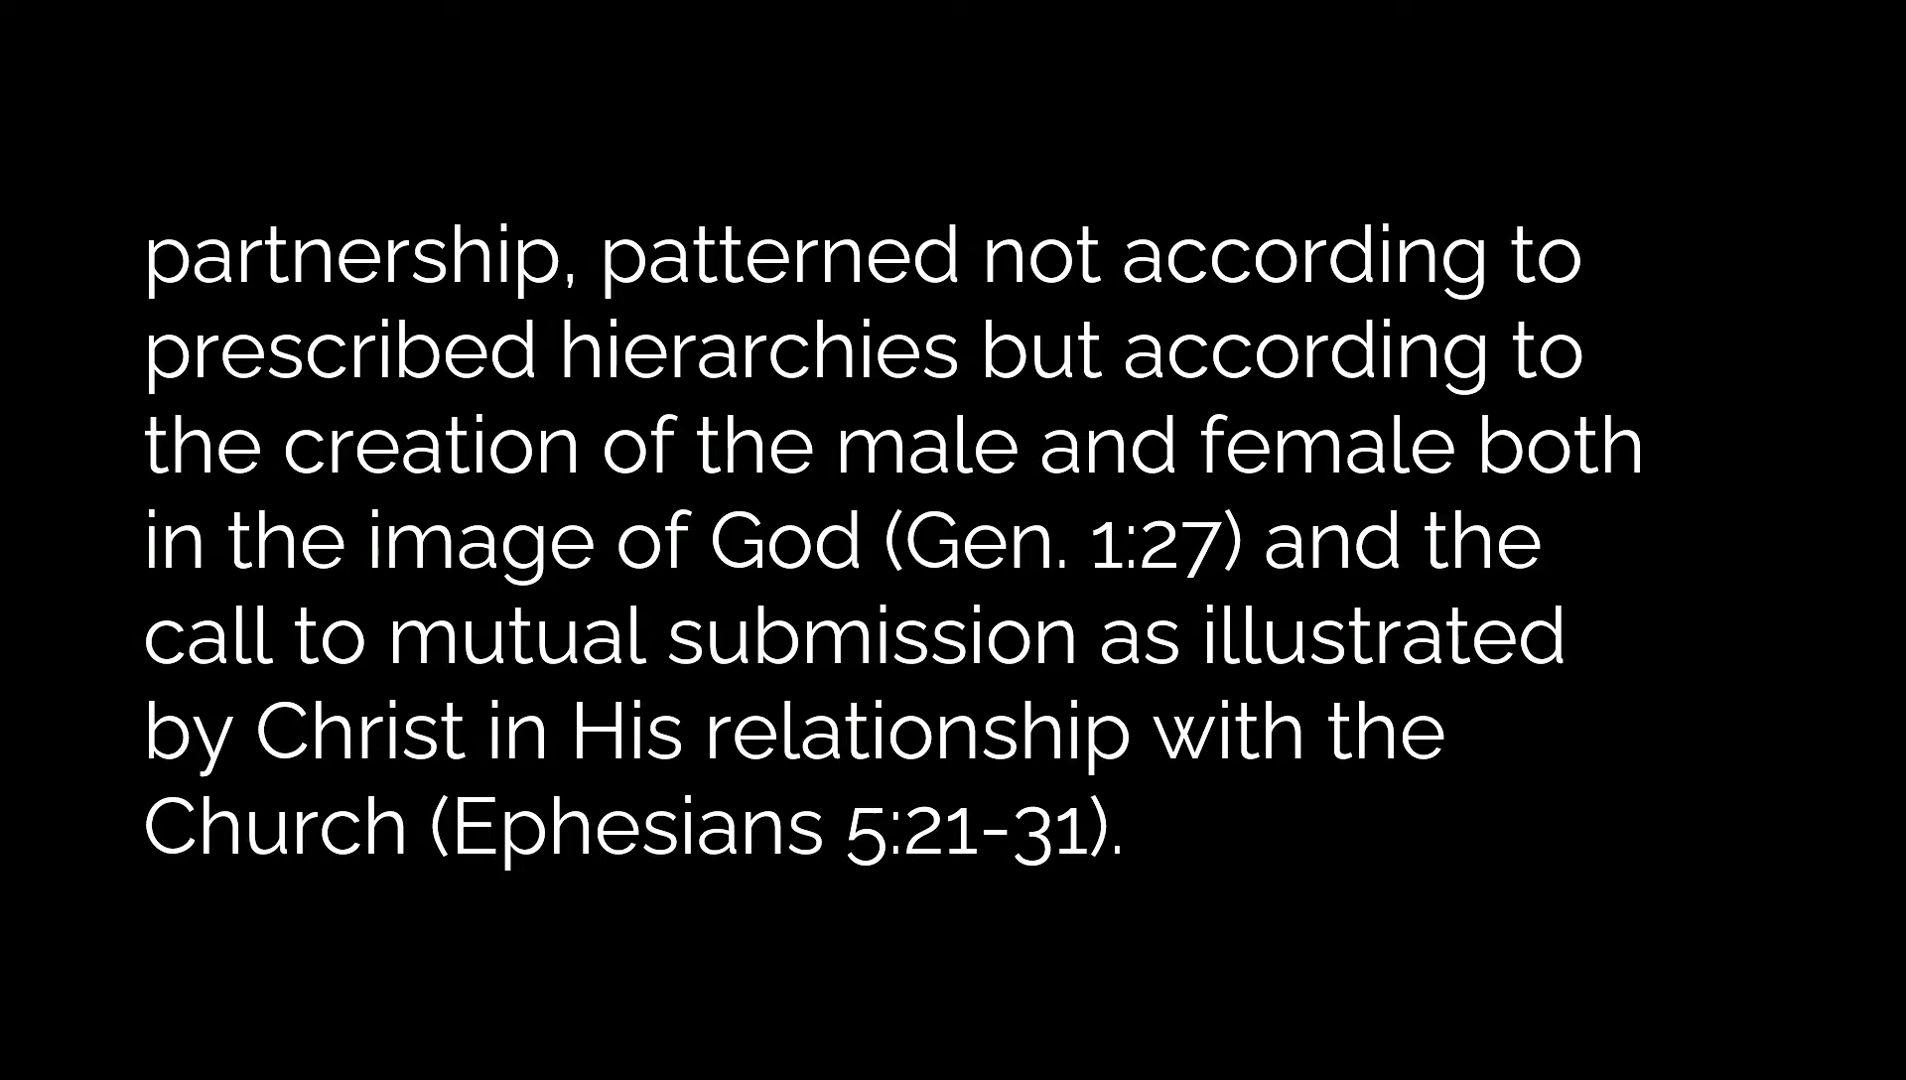 partnership, patterned not according to
prescribed hierarchies but according to
the creation of the male and female both
in the image of God (Gen. 1:27) and the
call to mutual submission as illustrated
by Christ in His relationship with the
Church (Ephesians 5:21-31).